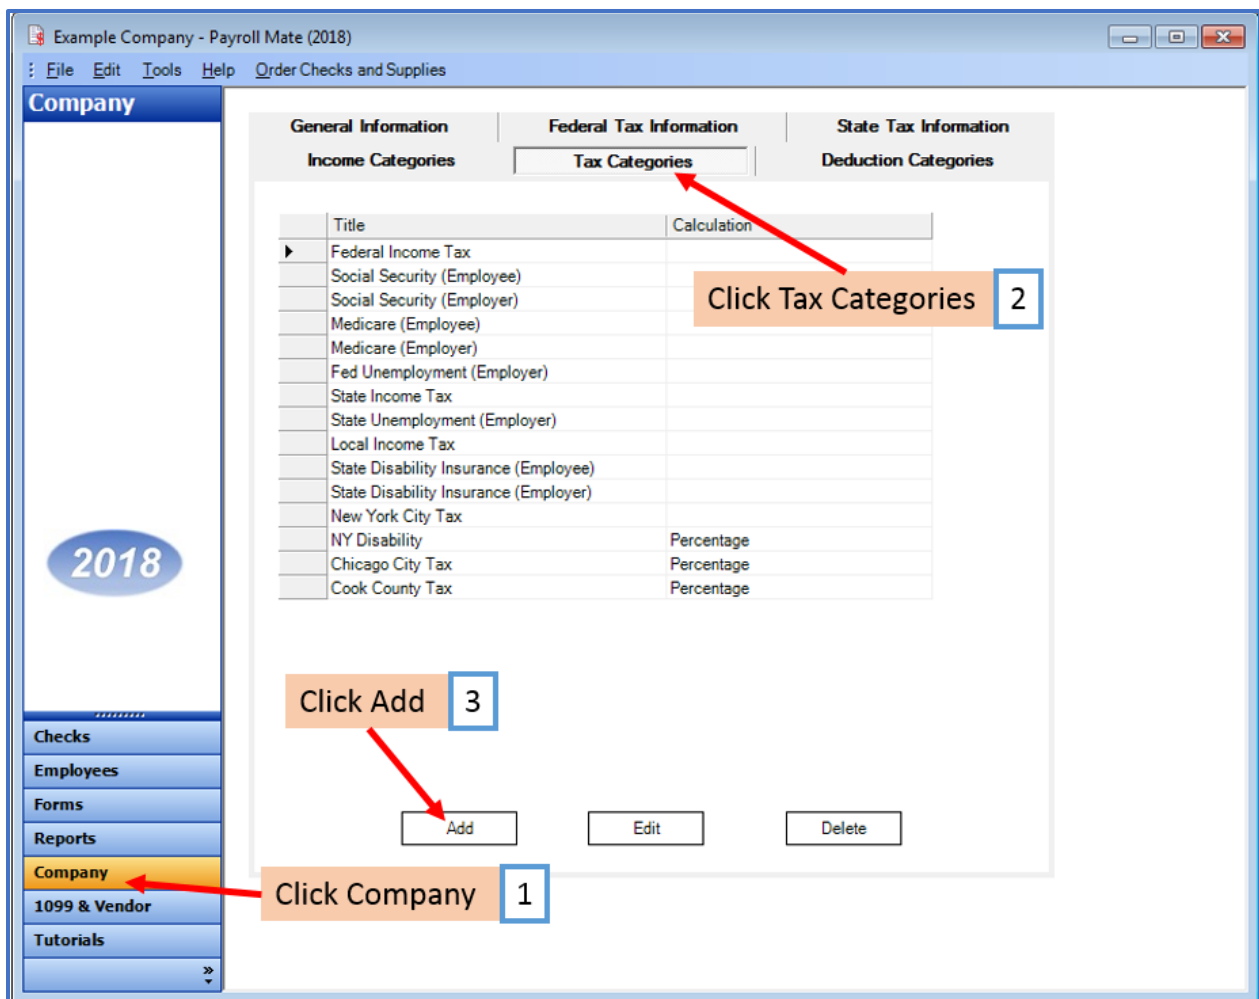 Example Company - Payroll Mate (2018)
File Edit Tools Help Order Checks and Supplies
Company
General Information Federal Tax Information State Tax Information
Income Categories Tax Categories Deduction Categories
Title Calculation
Federal Income Tax
Social Security (Employee)
Social Security (Employer)
Click Tax Categories 2
Medicare (Employee)
Medicare (Employer)
Fed Unemployment (Employer)
State Income Tax
State Unemployment (Employer)
Local Income Tax
State Disability Insurance (Employee)
State Disability Insurance (Employer)
New York City Tax
NY Disability Percentage
Chicago City Tax Percentage
Cook County Tax Percentage
2018
Click Add 3
Checks
Employees
Forms
Reports
Company
1099 & Vendor
Tutorials
Add Edit Delete
Click Company 1